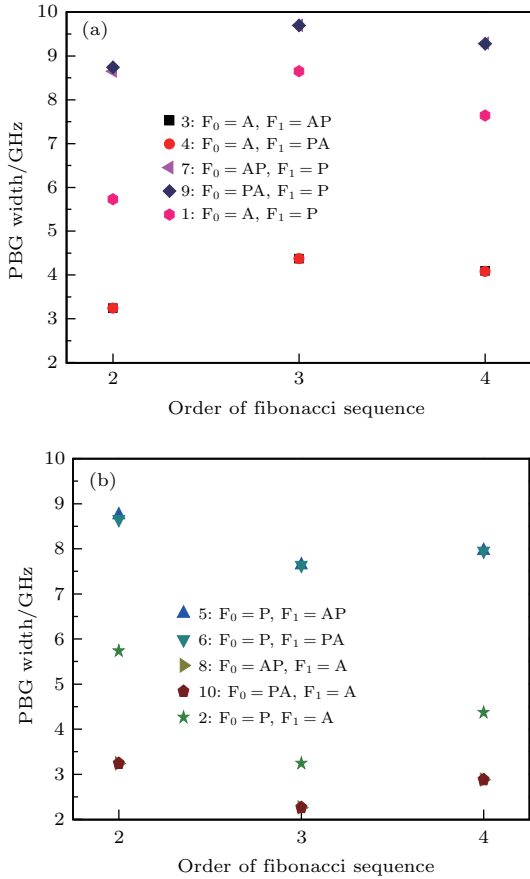 (a)
10
9
8
7
6
5
4
3
2
PBG width/GHz
3: F₀ = A, F₁ = AP
4: F₀ = A, F₁ = PA
7: F₀ = AP, F₁ = P
9: F₀ = PA, F₁ = P
1: F₀ = A, F₁ = P
2 3 4
Order of fibonacci sequence
(b)
10
9
8
7
6
5
4
3
2
PBG width/GHz
5: F₀ = P, F₁ = AP
6: F₀ = P, F₁ = PA
8: F₀ = AP, F₁ = A
10: F₀ = PA, F₁ = A
2: F₀ = P, F₁ = A
2 3 4
Order of fibonacci sequence